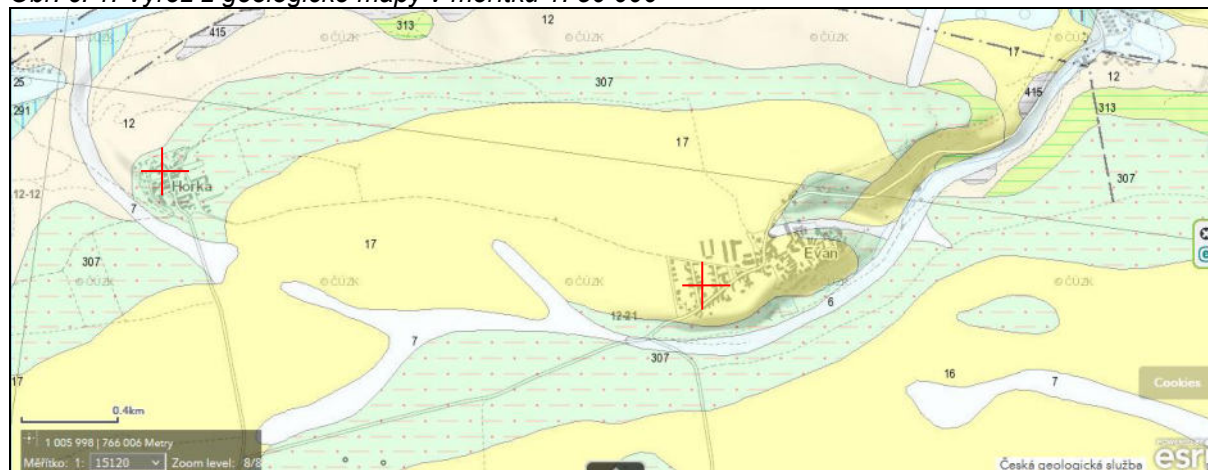 Obr. č. 1: Výřez z geologické mapy v měřítku 1: 50 000
12
313
415
© ČÚZK
© ČÚZK
© ČÚZK
17
12
25
307
415
291
313
12
17
307
Horka
12-12
7
17
307
Evaň
© ČÚZK
© ČÚZK
© ČÚZK
6
12-21
7
307
17
16
7
Cookies
0.4km
1 005 998 | 766 006 Metry
Měřítko: 1: 15120 Zoom level: 8/8
Česká geologická služba
POWERED BY
esri